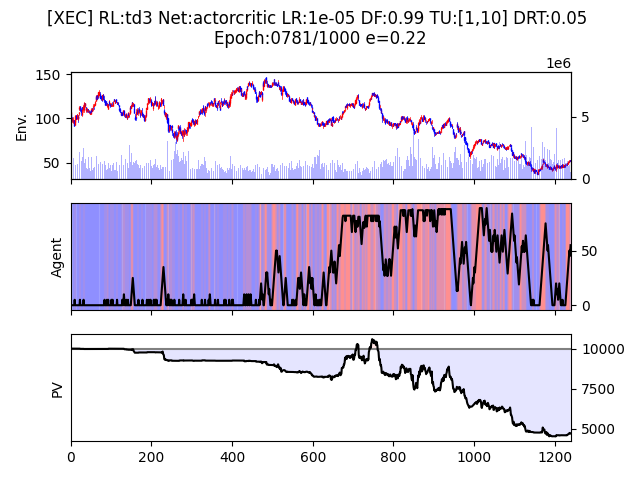 [XEC] RL:td3 Net:actorcritic LR:1e-05 DF:0.99 TU:[1,10] DRT:0.05
Epoch:0781/1000 e=0.22
1e6
150
100
50
Env.
5
0
Agent
50
0
PV
10000
7500
5000
0 200 400 600 800 1000 1200